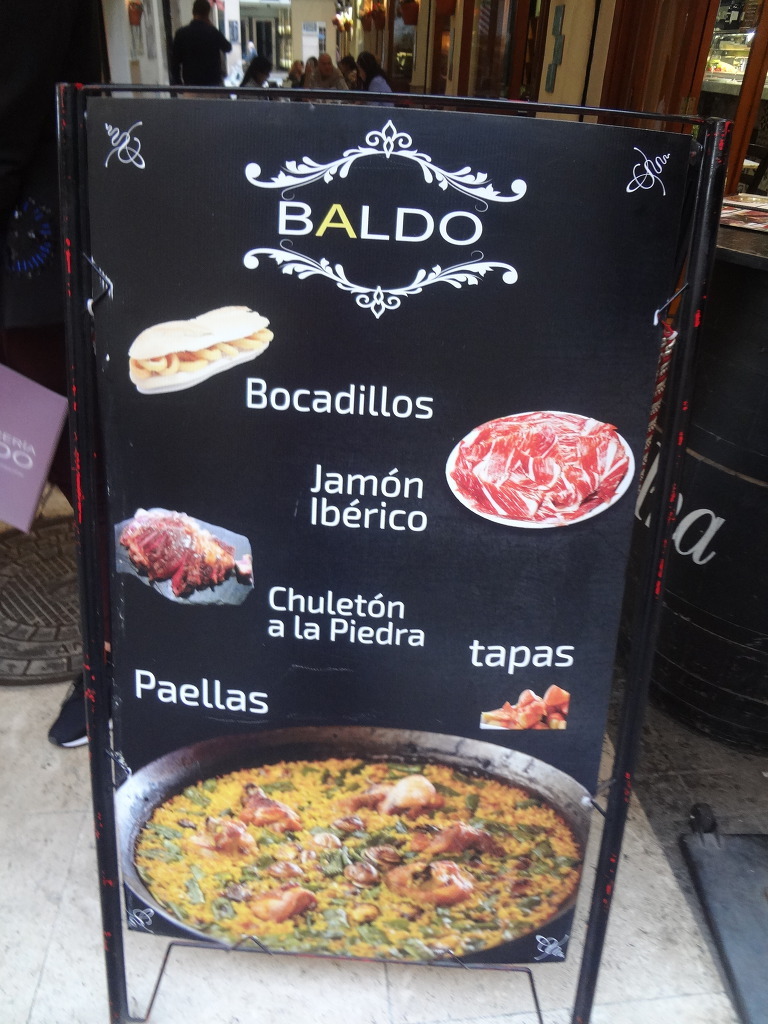 BALDO
Bocadillos
Jamón
Ibérico
Chuletón
a la Piedra
tapas
Paellas